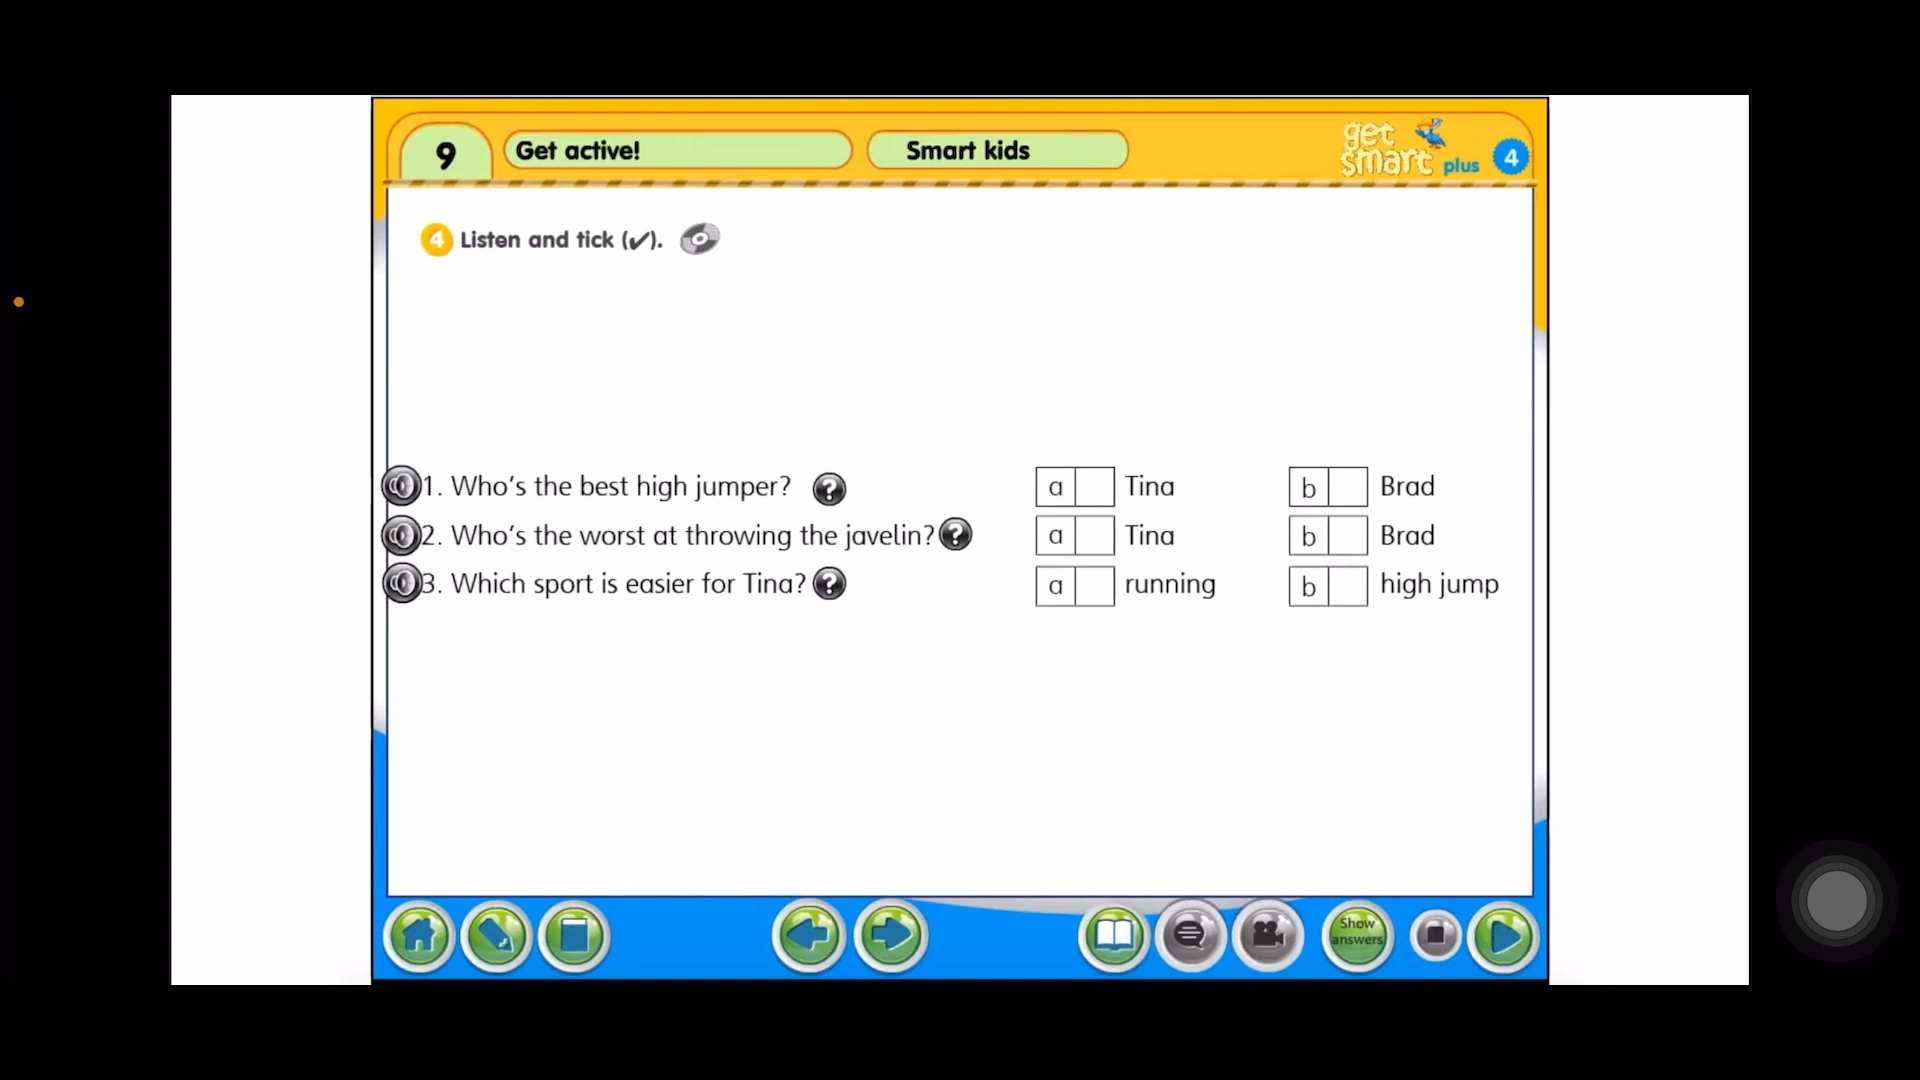 9 Get active! Smart kids get smart plus 4
4 Listen and tick (✔).
1. Who's the best high jumper? ? a Tina b Brad
2. Who's the worst at throwing the javelin? ? a Tina b Brad
3. Which sport is easier for Tina? ? a running b high jump
Show
answers